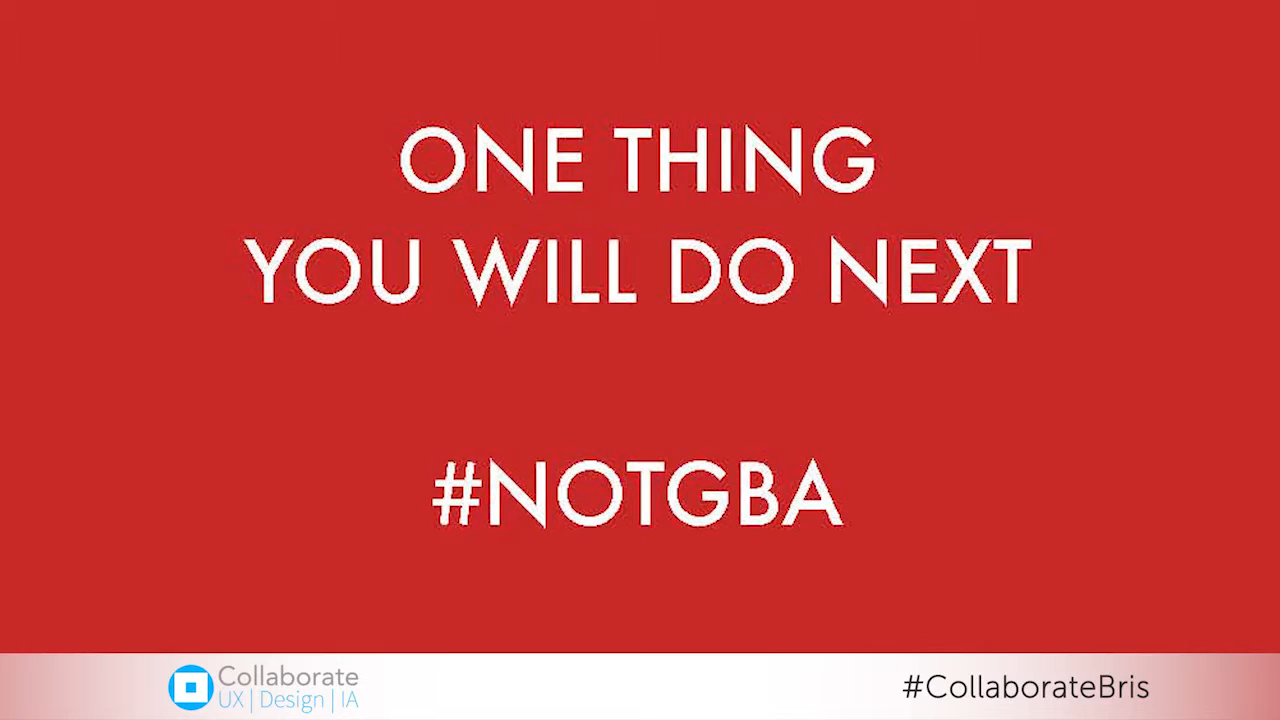 ONE THING
YOU WILL DO NEXT
#NOTGBA
Collaborate
UX | Design | IA
#CollaborateBris